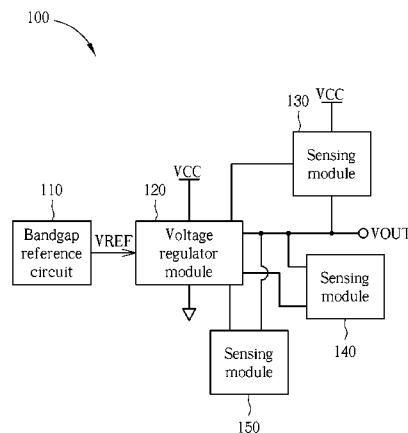 100
130
VCC
Sensing
module
110
VCC
120
Bandgap
reference
circuit
VREF
Voltage
regulator
module
VOUT
Sensing
module
140
Sensing
module
150